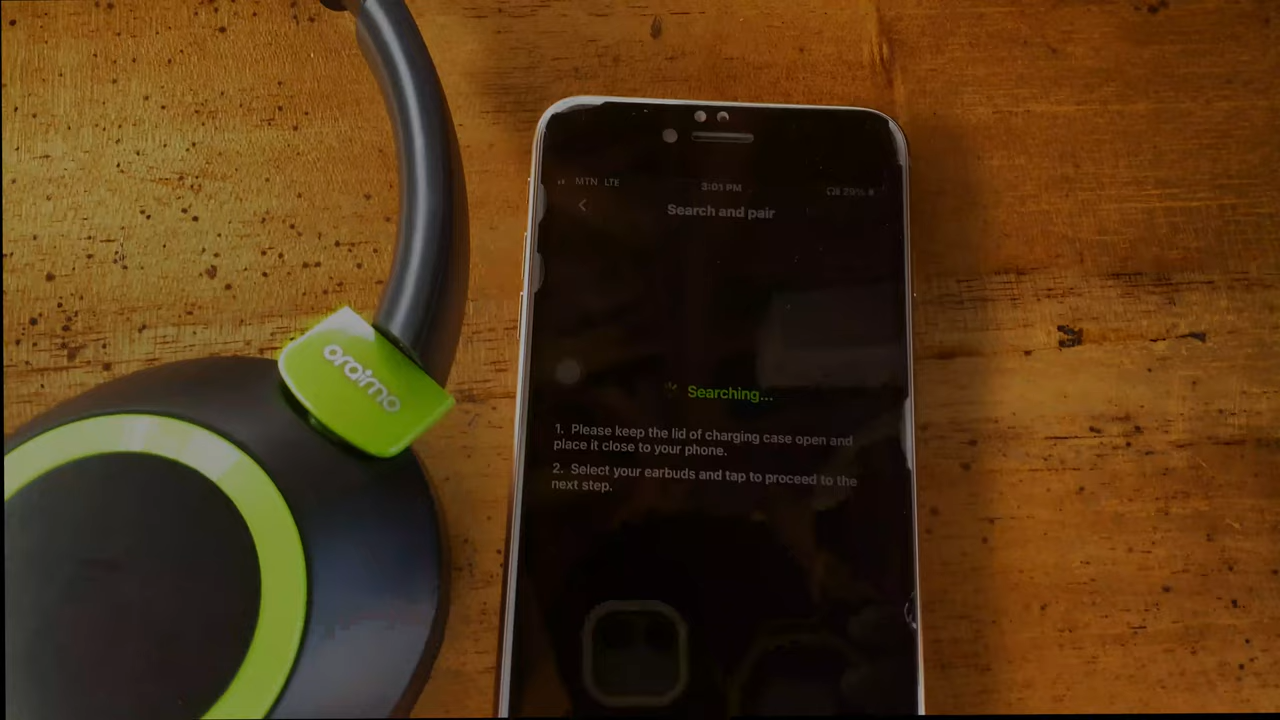 oraimo
MTN LTE
3:01 PM
29%
Search and pair
Searching...
1. Please keep the lid of charging case open and
place it close to your phone.
2. Select your earbuds and tap to proceed to the
next step.